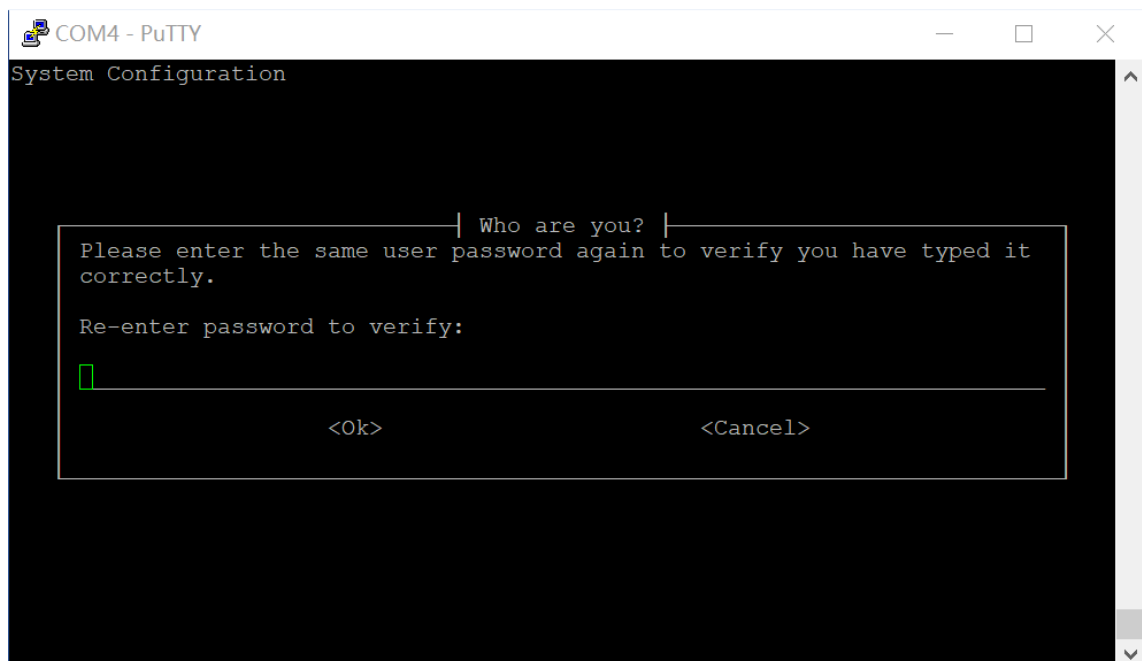 COM4 - PuTTY
System Configuration
Who are you?
Please enter the same user password again to verify you have typed it
correctly.
Re-enter password to verify:
<Ok> <Cancel>